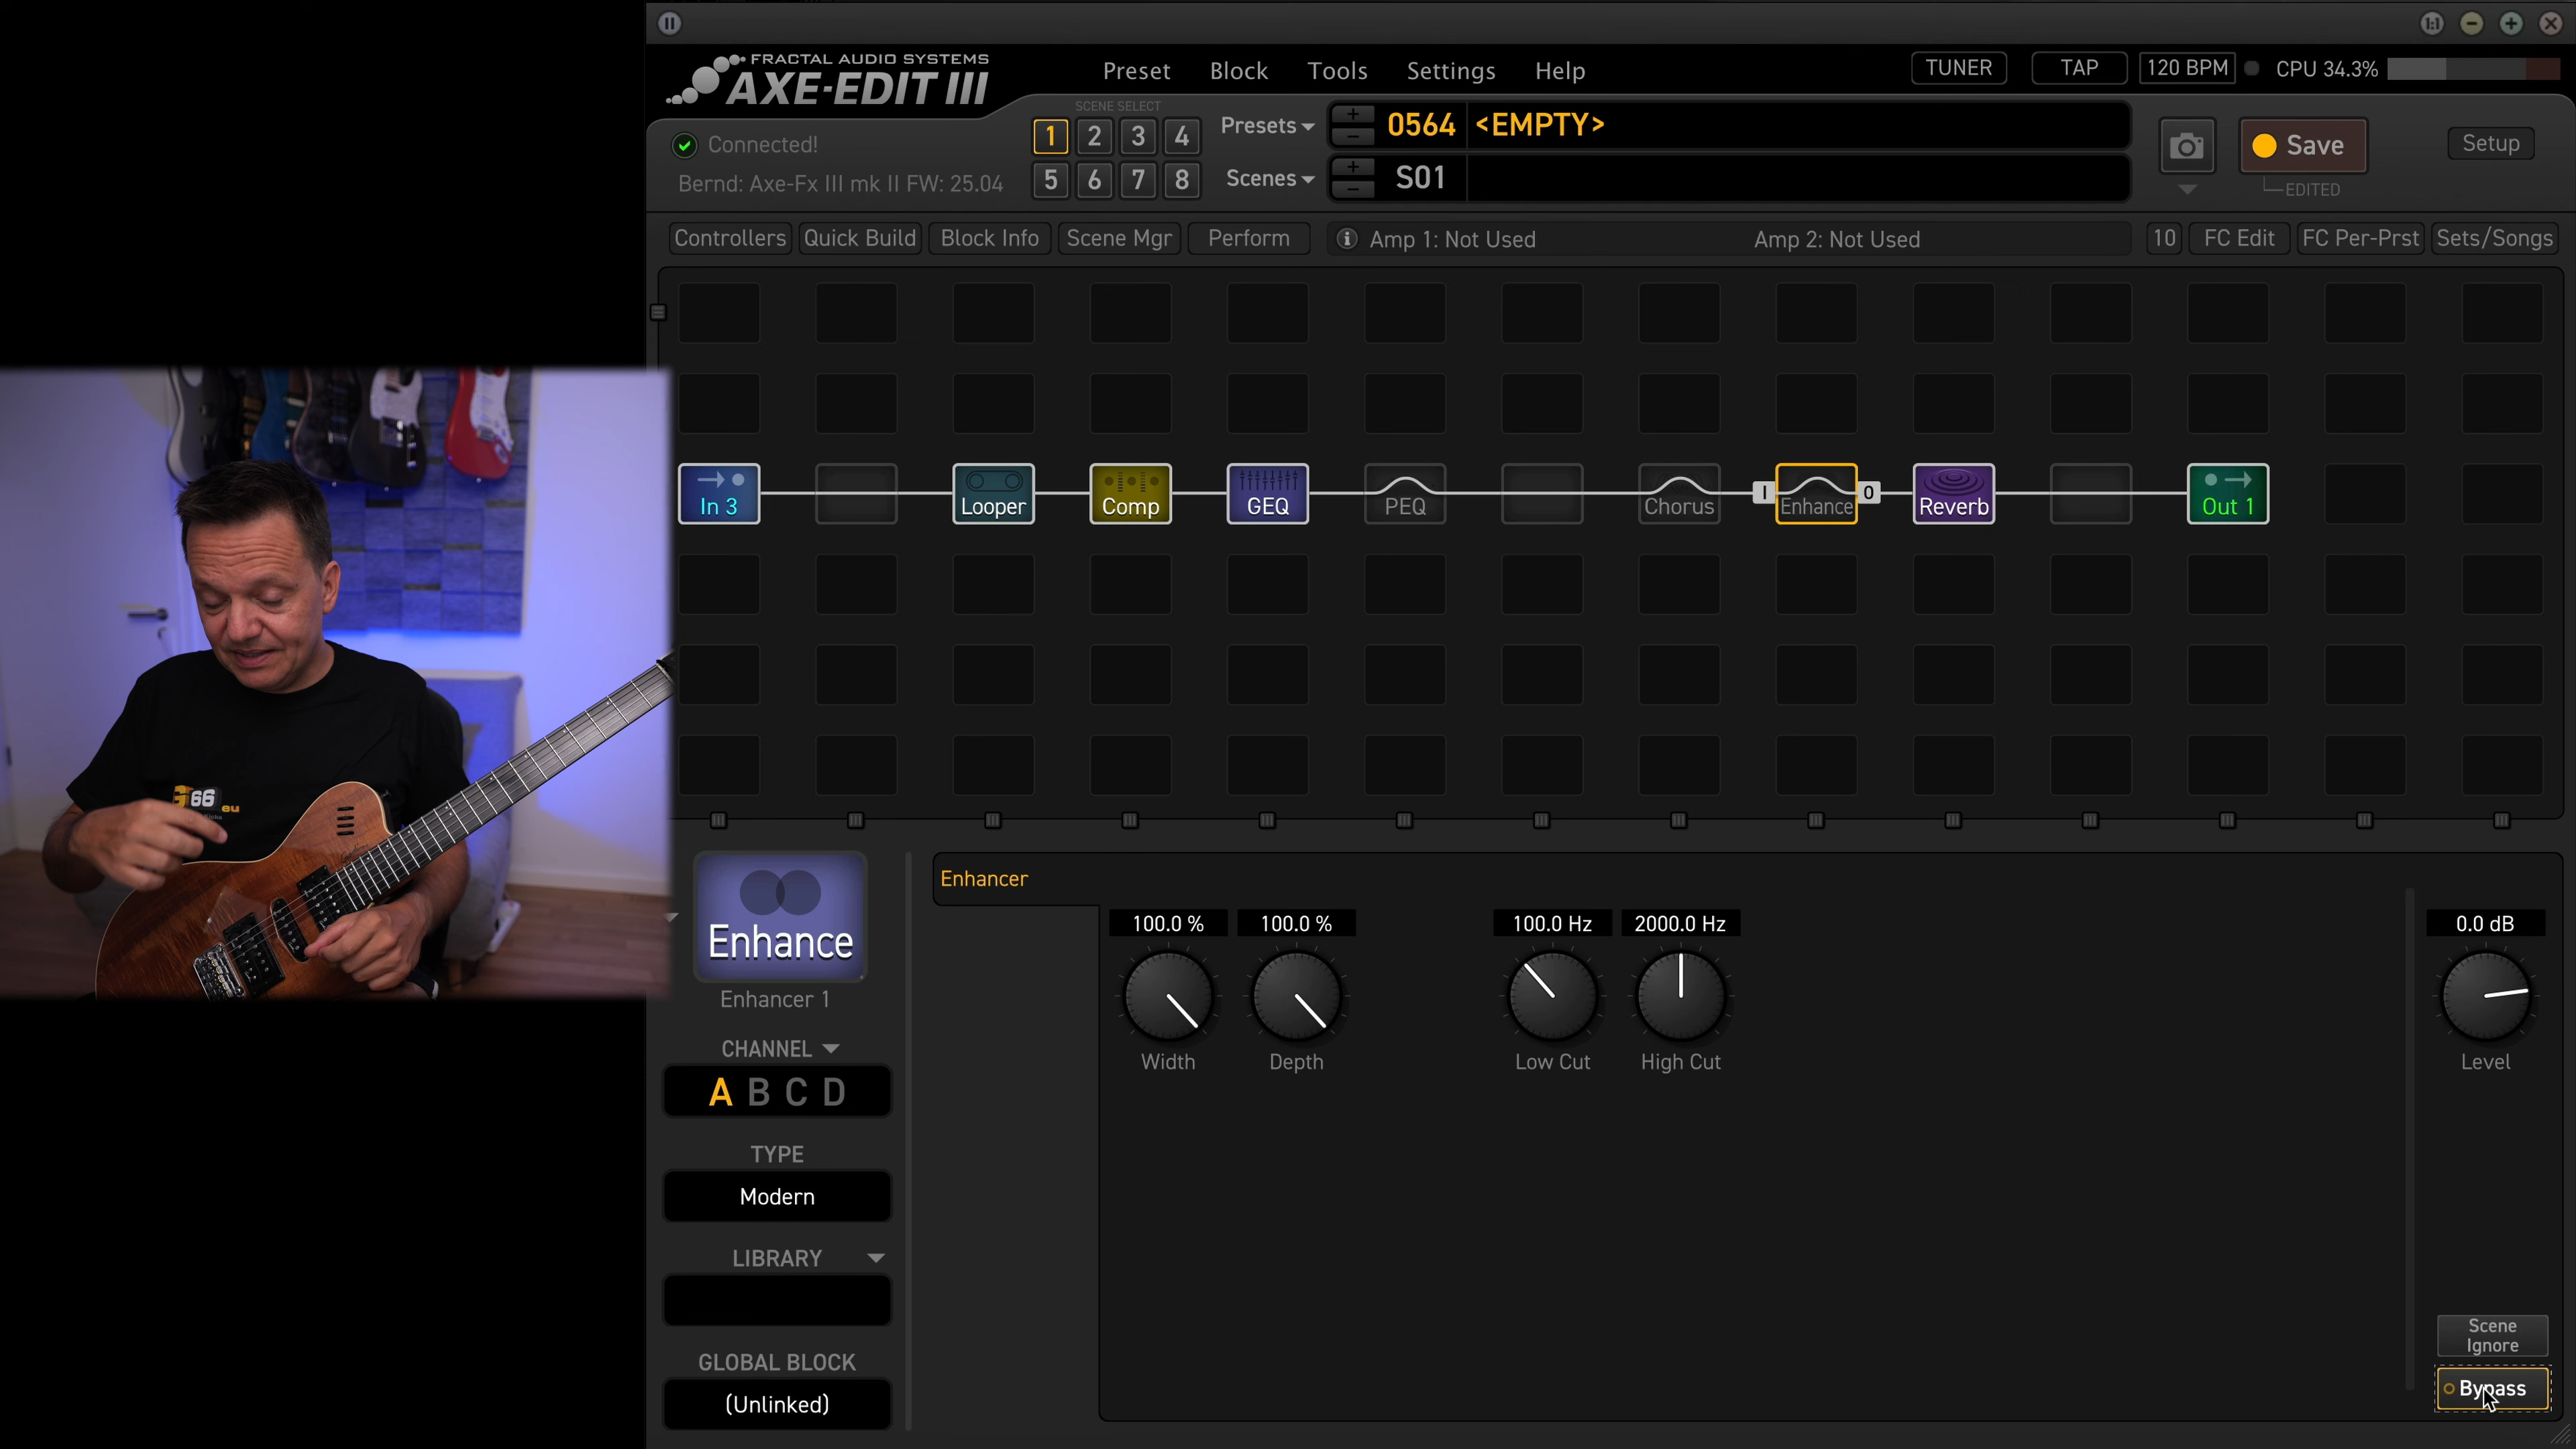 FRACTAL AUDIO SYSTEMS
AXE-EDIT III
Preset Block Tools Settings Help
TUNER TAP 120 BPM CPU 34.3%
SCENE SELECT
1 2 3 4
5 6 7 8
Presets 0564 <EMPTY>
Scenes S01
Connected!
Bernd: Axe-Fx III mk II FW: 25.04
Save
EDITED
Setup
Controllers Quick Build Block Info Scene Mgr Perform
Amp 1: Not Used Amp 2: Not Used
10 FC Edit FC Per-Prst Sets/Songs
In 3 Looper Comp GEQ PEQ Chorus I Enhance O Reverb Out 1
66
eu
Enhance
Enhancer 1
CHANNEL
A B C D
TYPE
Modern
LIBRARY
GLOBAL BLOCK
(Unlinked)
Enhancer
100.0 % 100.0 % 100.0 Hz 2000.0 Hz 0.0 dB
Width Depth Low Cut High Cut Level
Scene
Ignore
Bypass